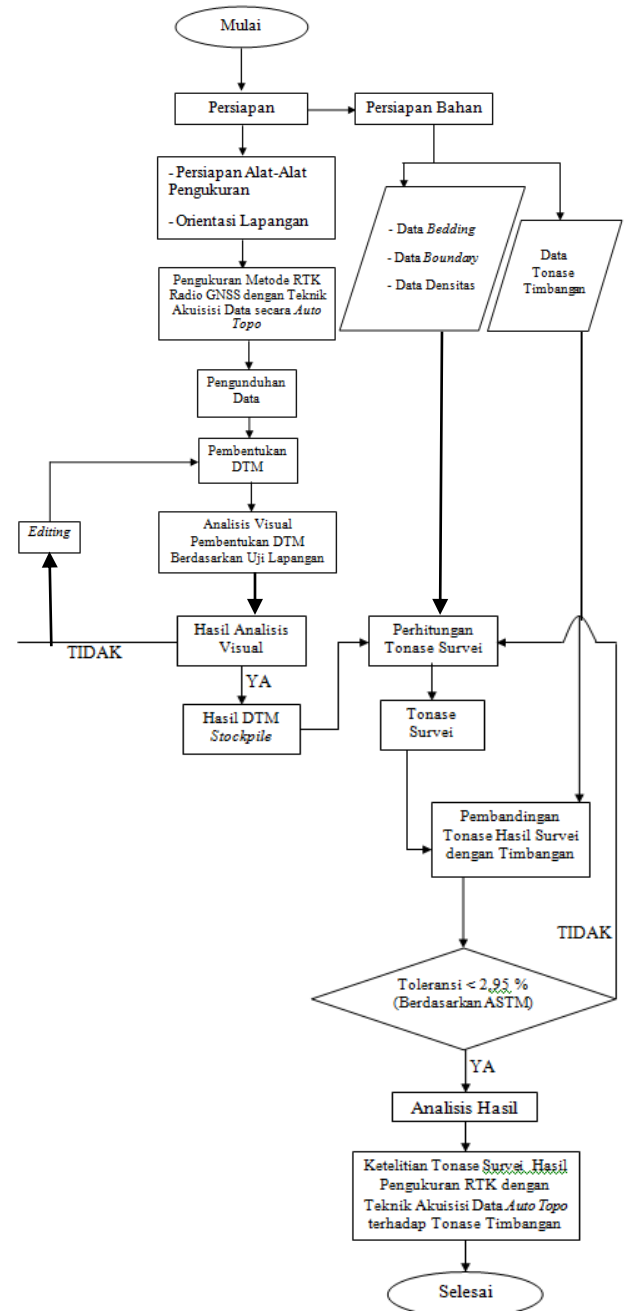 Mulai
Persiapan
Persiapan Bahan
- Persiapan Alat-Alat
Pengukuran
- Orientasi Lapangan
- Data Bedding
- Data Boundary
- Data Densitas
Data
Tonase
Timbangan
Pengukuran Metode RTK
Radio GNSS dengan Teknik
Akuisisi Data secara Auto
Topo
Pengunduhan
Data
Pembentukan
DTM
Editing
Analisis Visual
Pembentukan DTM
Berdasarkan Uji Lapangan
Hasil Analisis
Visual
TIDAK
YA
Hasil DTM
Stockpile
Perhitungan
Tonase Survei
Tonase
Survei
Pembandingan
Tonase Hasil Survei
dengan Timbangan
TIDAK
Toleransi < 2,95 %
(Berdasarkan ASTM)
YA
Analisis Hasil
Ketelitian Tonase Survei Hasil
Pengukuran RTK dengan
Teknik Akuisisi Data Auto Topo
terhadap Tonase Timbangan
Selesai